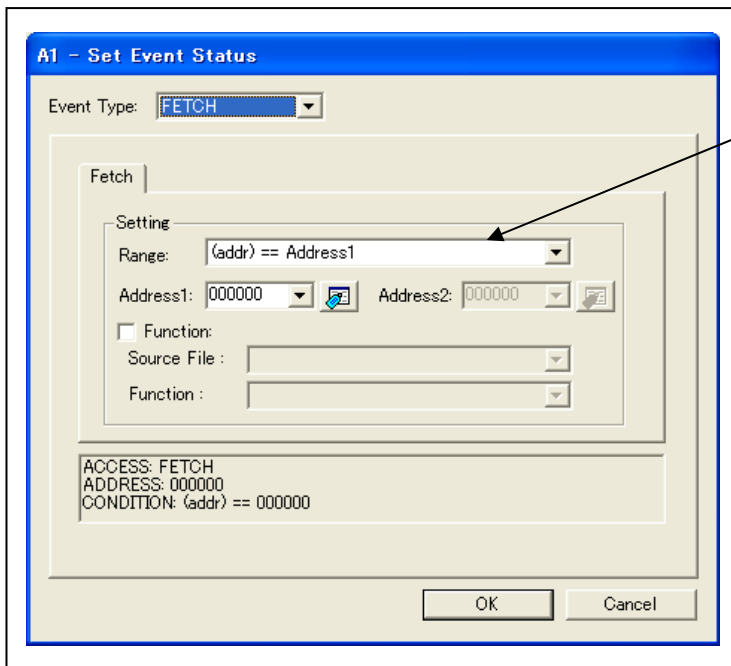 A1 - Set Event Status
Event Type: FETCH
Fetch
Setting
Range: (addr) == Address1
Address1: 000000 Address2: 000000
Function:
Source File :
Function :
ACCESS: FETCH
ADDRESS: 000000
CONDITION: (addr) == 000000
OK Cancel